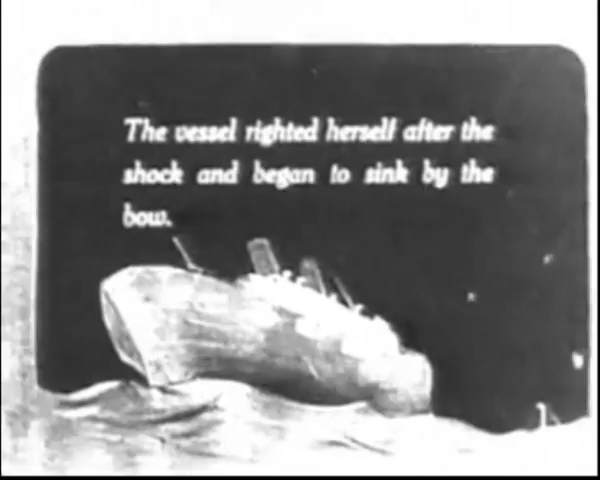 The vessel righted herself after the
shock and began to sink by the
bow.